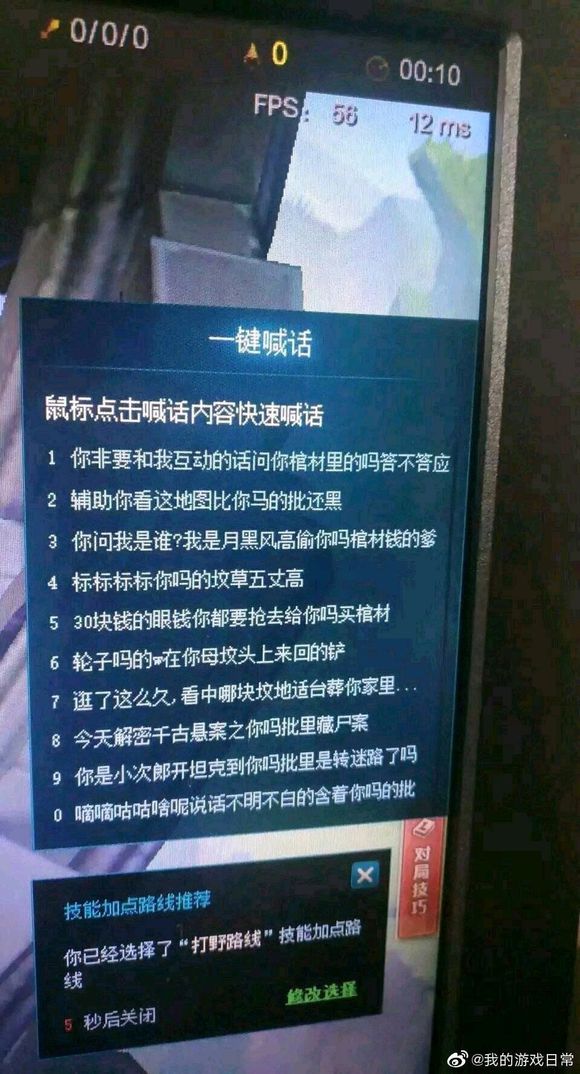 0/0/0
0
00:10
FPS: 56 12 ms
一键喊话
鼠标点击喊话内容快速喊话
1 你非要和我互动的话问你棺材里的吗答不答应
2 辅助你看这地图比你马的批还黑
3 你问我是谁?我是月黑风高偷你吗棺材钱的爹
4 标标标标你吗的坟草五丈高
5 30块钱的眼钱你都要抢去给你吗买棺材
6 轮子吗的w在你母坟头上来回的铲
7 逛了这么久,看中哪块坟地适台葬你家里...
8 今天解密千古悬案之你吗批里藏尸案
9 你是小次郎开坦克到你吗批里是转迷路了吗
0 嘀嘀咕咕啥呢说话不明不白的含着你吗的批
对局技巧
技能加点路线推荐
你已经选择了“打野路线”技能加点路
线
修改选择
5 秒后关闭
@我的游戏日常